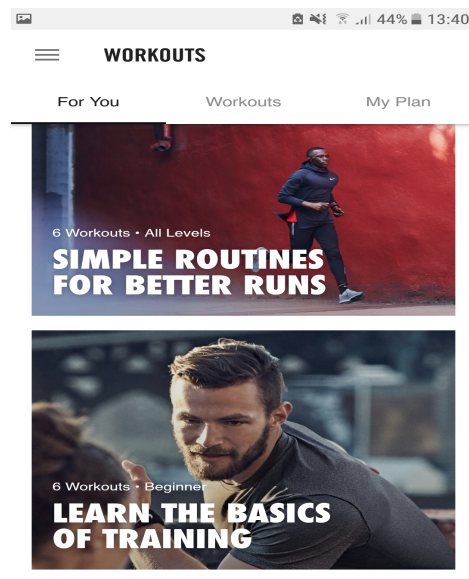 44% 13:40
WORKOUTS
For You Workouts My Plan
6 Workouts • All Levels
SIMPLE ROUTINES
FOR BETTER RUNS
6 Workouts • Beginner
LEARN THE BASICS
OF TRAINING